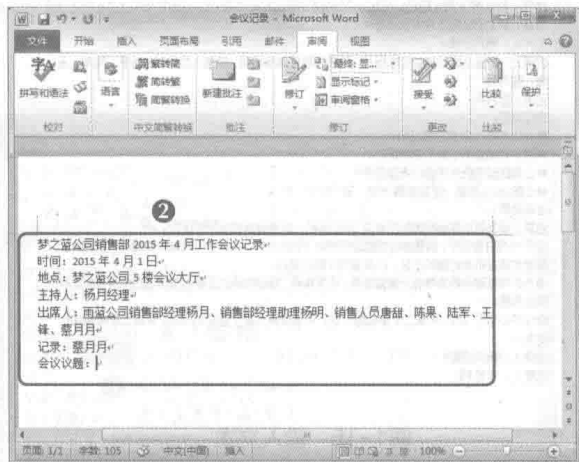 会议记录 - Microsoft Word
文件 开始 插入 页面布局 引用 邮件 审阅 视图
拼写和语法
语言
繁转简
简转繁
简繁转换
新建批注
修订
最终: 显...
显示标记
审阅窗格
接受
比较
保护
校对 中文简繁转换 批注 修订 更改 比较
2
梦之蓝公司销售部 2015 年 4 月工作会议记录
时间：2015 年 4 月 1 日
地点：梦之蓝公司 5 楼会议大厅
主持人：杨月经理
出席人：雨蓝公司销售部经理杨月、销售部经理助理杨明、销售人员唐甜、陈果、陆军、王
锋、蔡月月
记录：蔡月月
会议议题：
页面: 1/1 字数: 105 中文(中国) 插入 100%